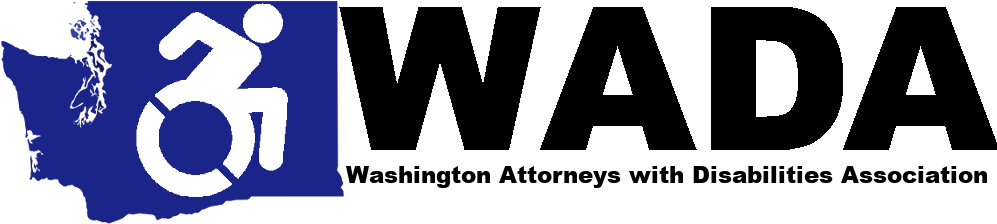 WADA
Washington Attorneys with Disabilities Association